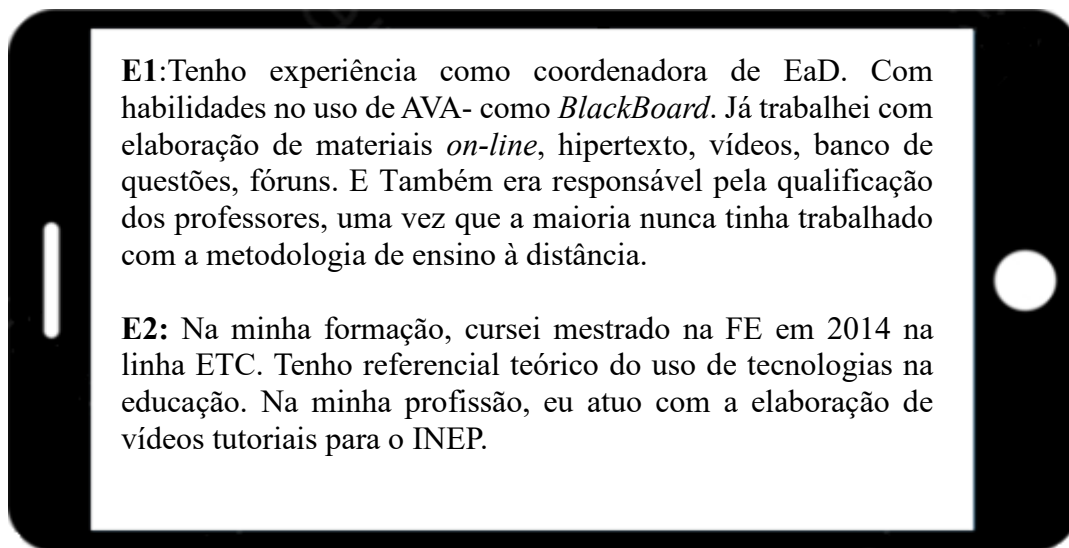 E1:Tenho experiência como coordenadora de EaD. Com
habilidades no uso de AVA- como BlackBoard. Já trabalhei com
elaboração de materiais on-line, hipertexto, vídeos, banco de
questões, fóruns. E Também era responsável pela qualificação
dos professores, uma vez que a maioria nunca tinha trabalhado
com a metodologia de ensino à distância.
E2: Na minha formação, cursei mestrado na FE em 2014 na
linha ETC. Tenho referencial teórico do uso de tecnologias na
educação. Na minha profissão, eu atuo com a elaboração de
vídeos tutoriais para o INEP.